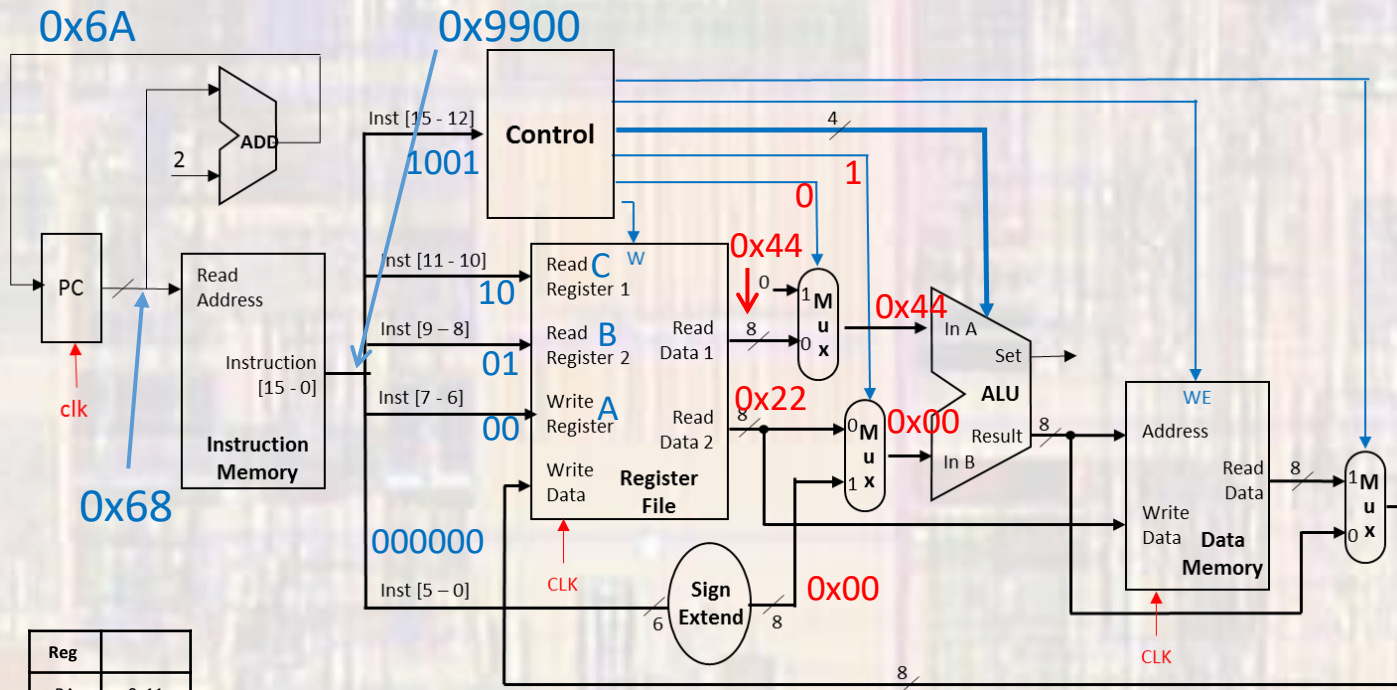 0x6A
0x9900
ADD
2
Inst [15 - 12]
1001
Control
4
1
0
W
PC
clk
0x68
Read
Address
Instruction
[15 - 0]
Instruction
Memory
Inst [11 - 10]
10
Inst [9 – 8]
01
Inst [7 - 6]
00
000000
Inst [5 – 0]
6
Read C
Register 1
Read B
Register 2
Write A
Register
Write
Data
Read
Data 1
Read
Data 2
Register
File
CLK
0x44
8
0x22
8
Sign
Extend
8
0x00
0
1
M
u
x
0
0x44
0
M
u
x
1
0x00
In A
Set
ALU
Result
In B
8
WE
Address
Read
Data
Write
Data
Data
Memory
CLK
8
1
M
u
x
0
8
Reg